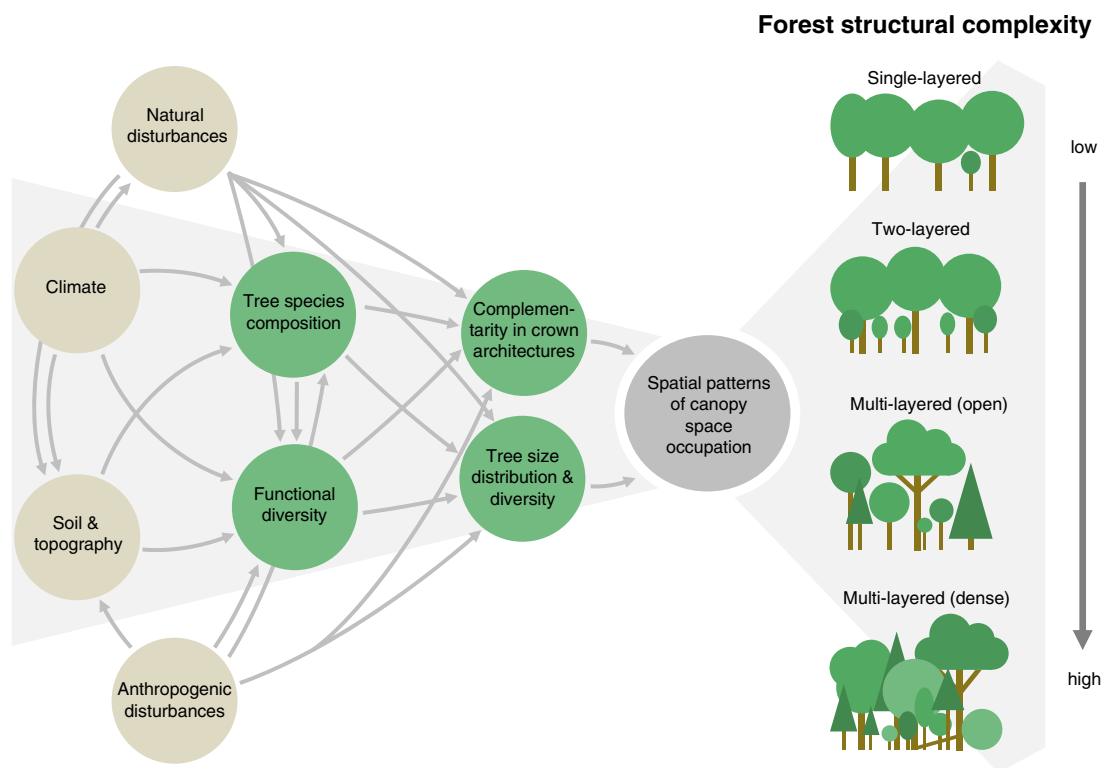 Forest structural complexity
Natural
disturbances
Climate
Soil &
topography
Anthropogenic
disturbances
Tree species
composition
Functional
diversity
Complemen-
tarity in crown
architectures
Tree size
distribution &
diversity
Spatial patterns
of canopy
space
occupation
Single-layered
Two-layered
Multi-layered (open)
Multi-layered (dense)
low
high